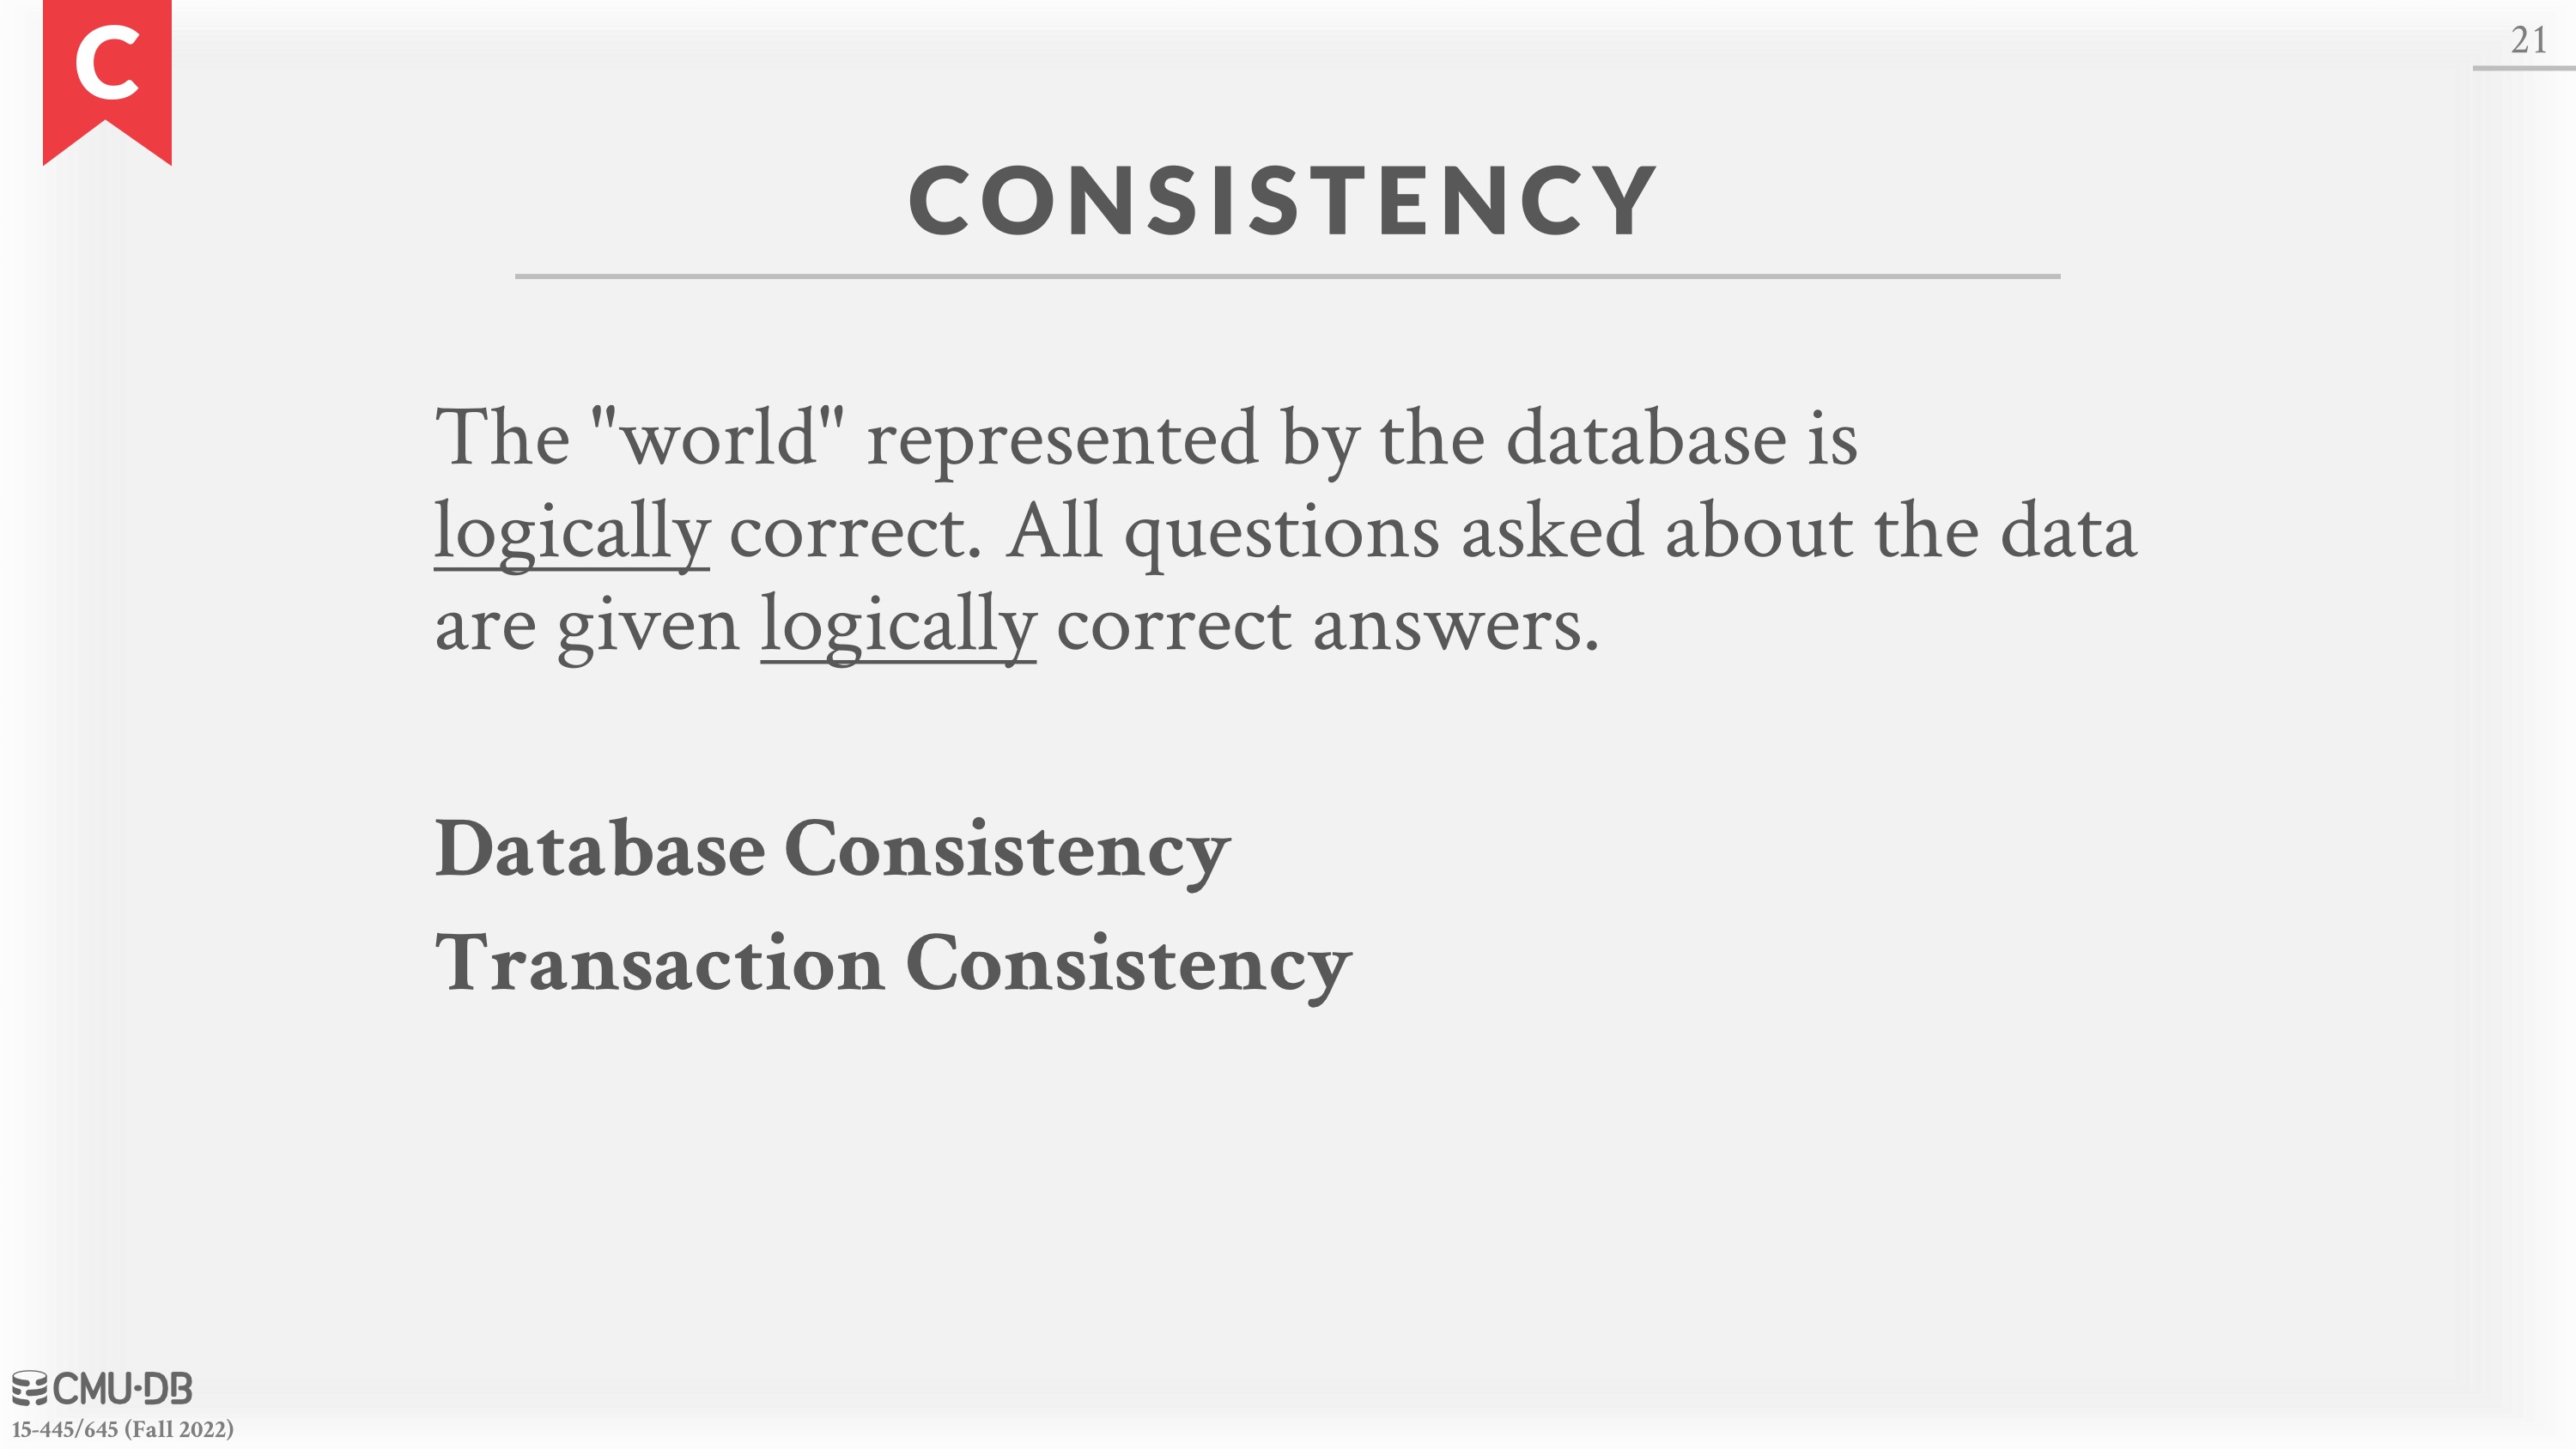 C
21
CONSISTENCY
The "world" represented by the database is
logically correct. All questions asked about the data
are given logically correct answers.
Database Consistency
Transaction Consistency
CMU·DB
15-445/645 (Fall 2022)